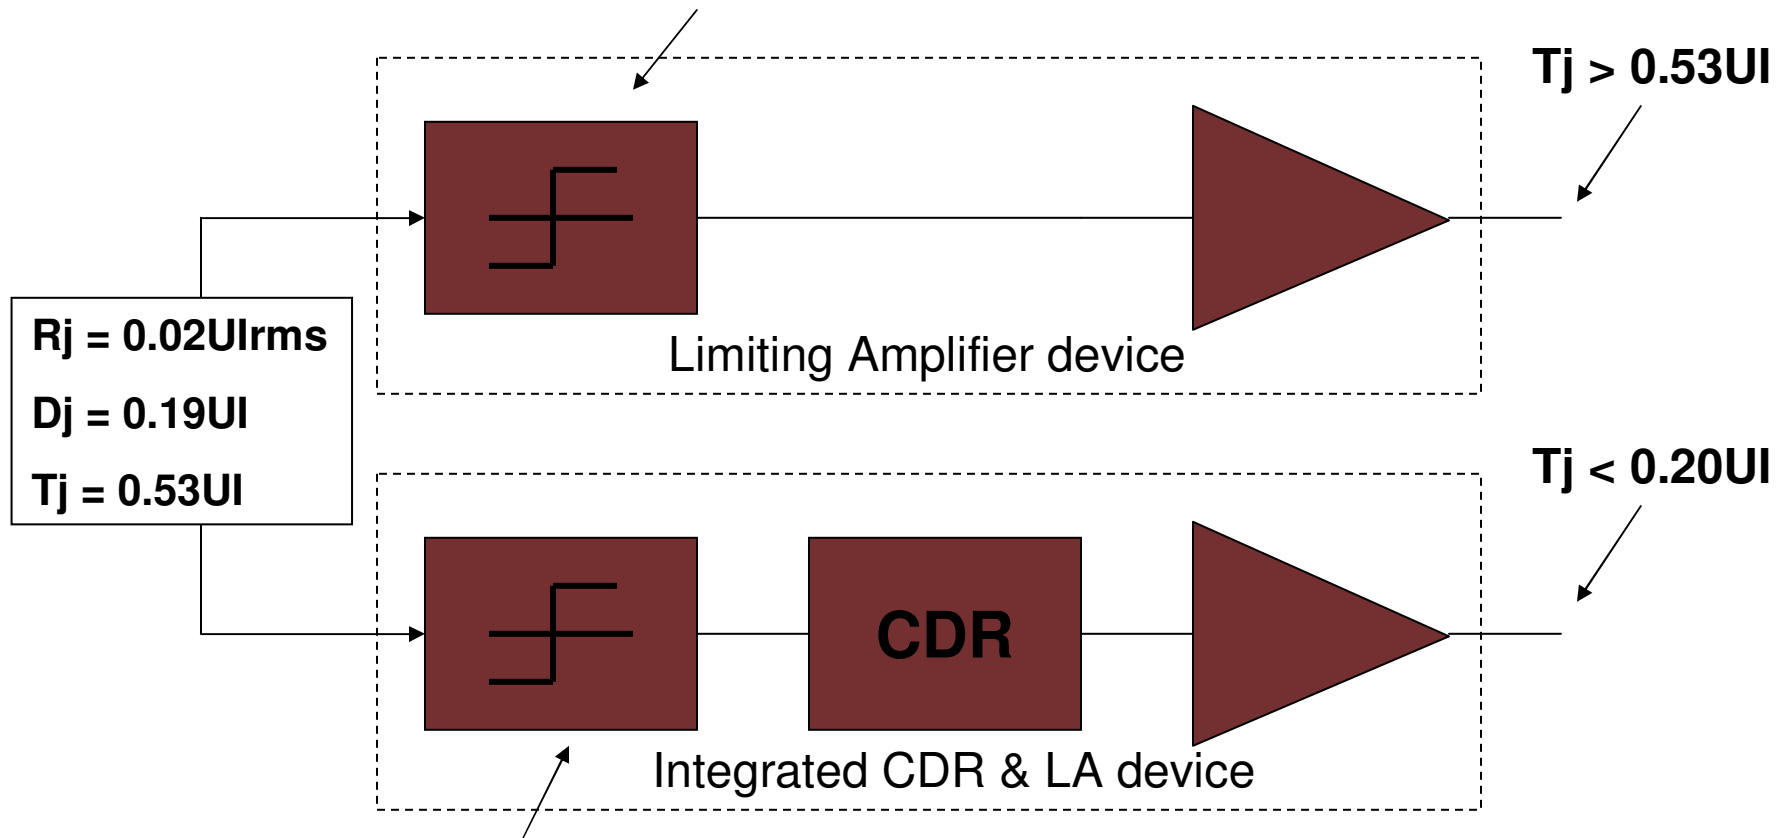 Tj > 0.53UI
Limiting Amplifier device
Rj = 0.02UIrms
Dj = 0.19UI
Tj = 0.53UI
Tj < 0.20UI
CDR
Integrated CDR & LA device